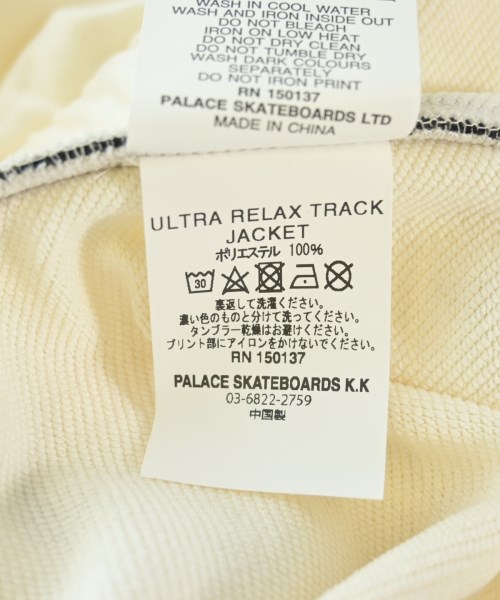 WASH IN COOL WATER
WASH AND IRON INSIDE OUT
DO NOT BLEACH
IRON ON LOW HEAT
DO NOT DRY CLEAN
DO NOT TUMBLE DRY
WASH DARK COLOURS
SEPARATELY
DO NOT IRON PRINT
RN 150137
PALACE SKATEBOARDS LTD
MADE IN CHINA
ULTRA RELAX TRACK
JACKET
ポリエステル 100%
30
裏返して洗濯ください。
濃い色のものと分けて洗ってください。
タンブラー乾燥はお避けください。
プリント部にアイロンをかけないでください。
RN 150137
PALACE SKATEBOARDS K.K
03-6822-2759
中国製